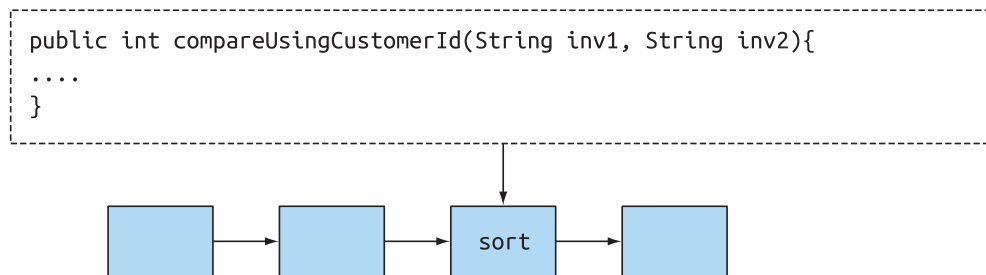 public int compareUsingCustomerId(String inv1, String inv2){
....
}
sort